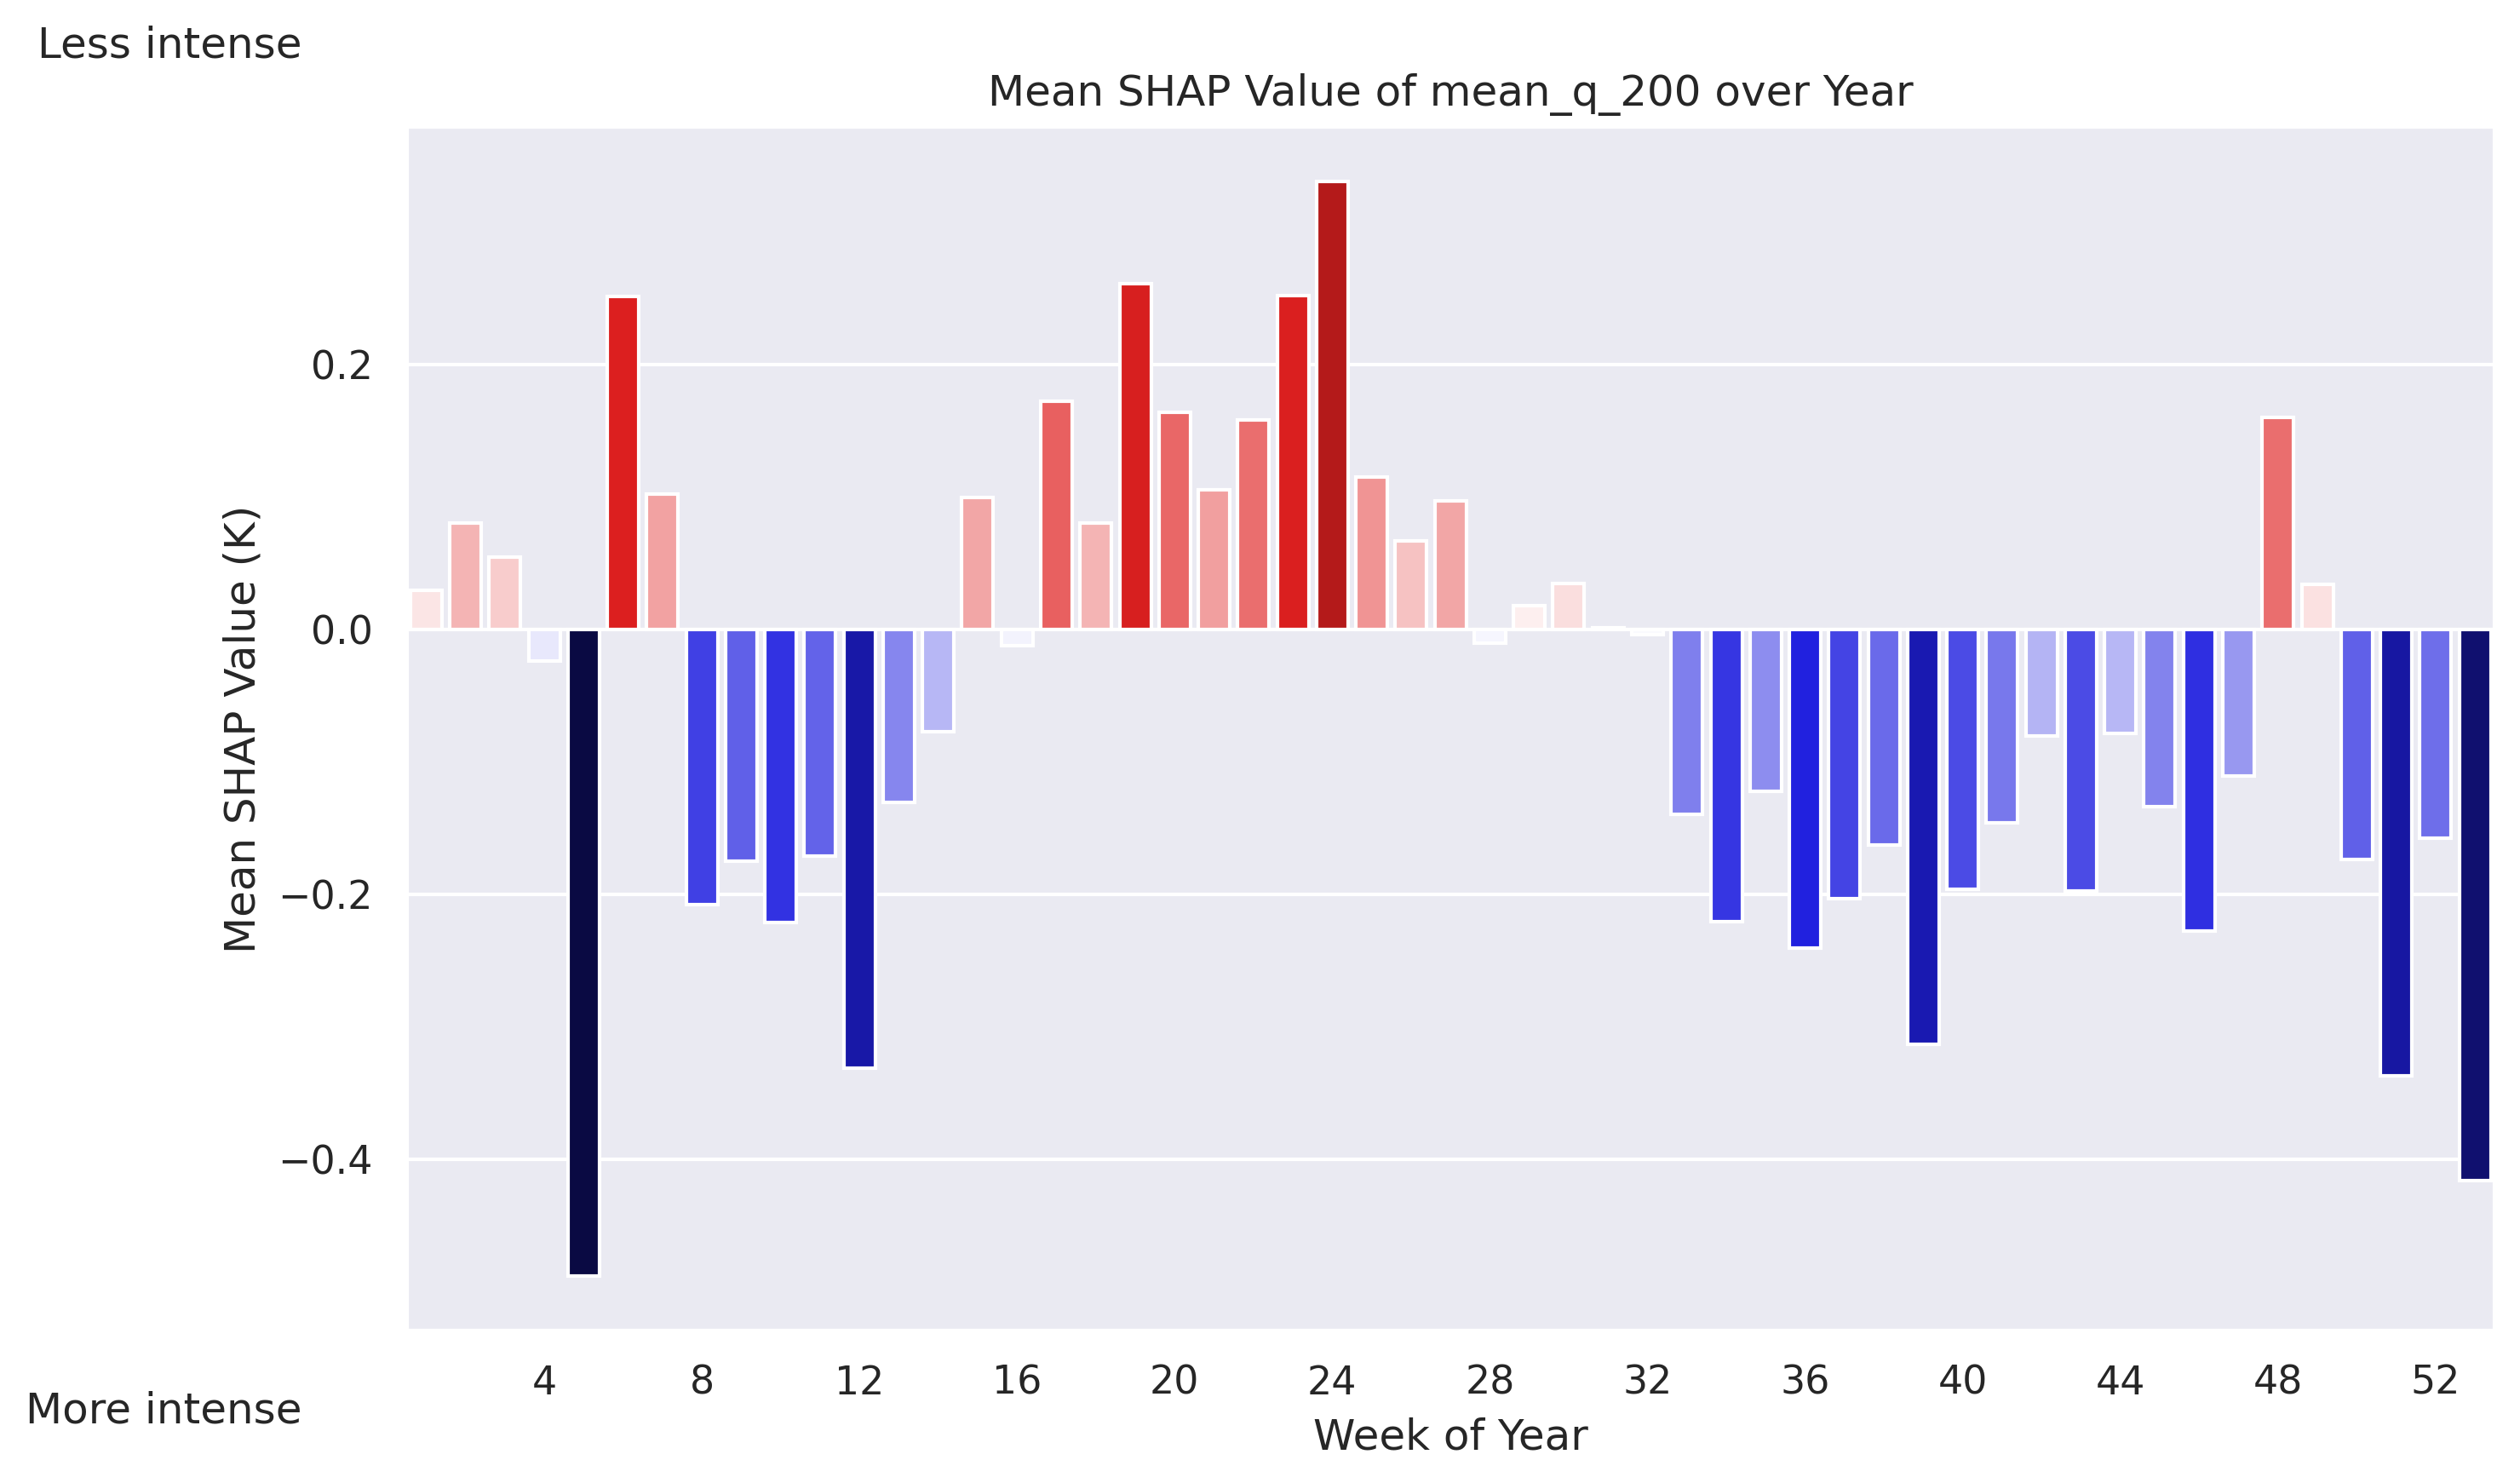 Less intense
Mean SHAP Value of mean_q_200 over Year
Mean SHAP Value (K)
0.2
0.0
−0.2
−0.4
4 8 12 16 20 24 28 32 36 40 44 48 52
More intense
Week of Year